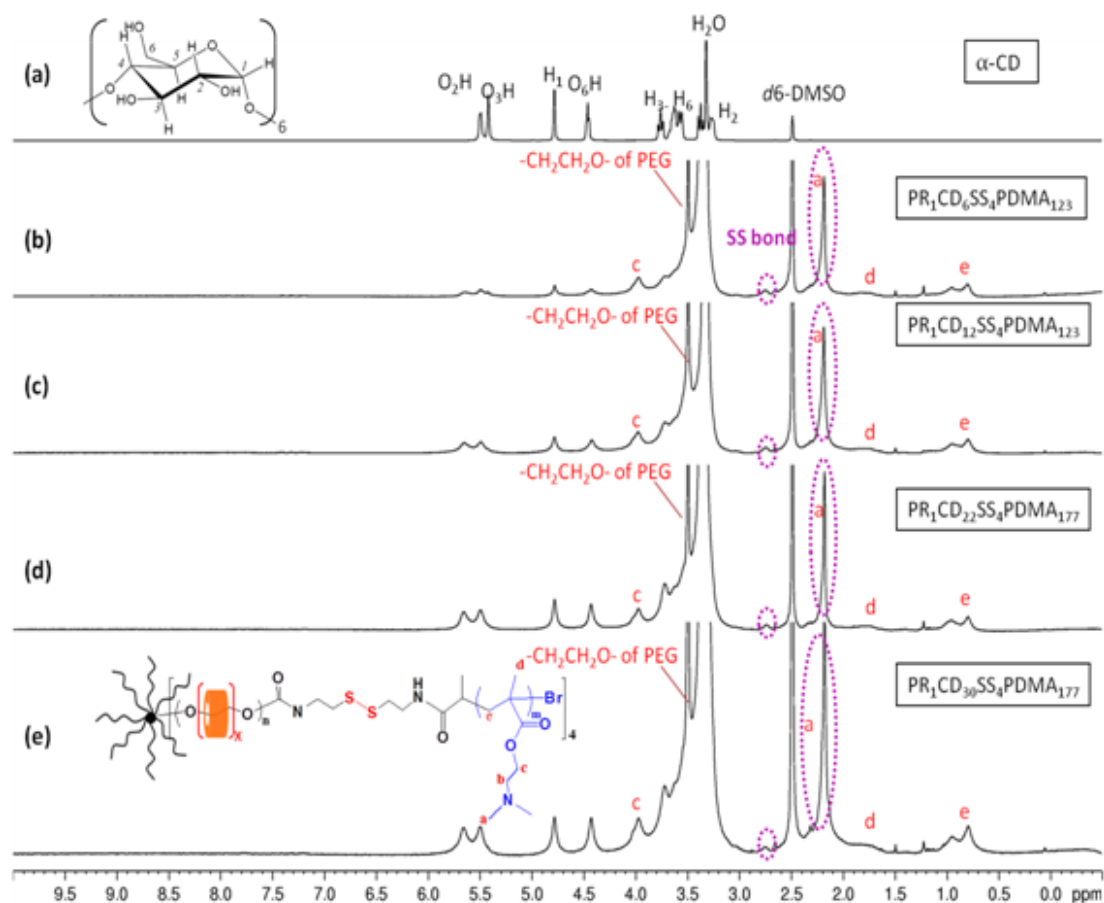 (a)
HO
H
H
O
6
5
4
1
H
O
HO
3
2
OH
H
H
O
6
O₂H
O₃H
H₁
O₆H
H₃
H₆
H₂O
H₂
d6-DMSO
α-CD
(b)
-CH₂CH₂O- of PEG
SS bond
c
a
d
e
PR₁CD₆SS₄PDMA₁₂₃
(c)
-CH₂CH₂O- of PEG
c
a
d
e
PR₁CD₁₂SS₄PDMA₁₂₃
(d)
-CH₂CH₂O- of PEG
c
a
d
e
PR₁CD₂₂SS₄PDMA₁₇₇
(e)
-CH₂CH₂O- of PEG
c
a
d
e
PR₁CD₃₀SS₄PDMA₁₇₇
O
X
O
n
O
N
H
S
S
H
N
O
d
e
m
Br
4
O
O
b
c
N
a
9.5 9.0 8.5 8.0 7.5 7.0 6.5 6.0 5.5 5.0 4.5 4.0 3.5 3.0 2.5 2.0 1.5 1.0 0.5 0.0 ppm